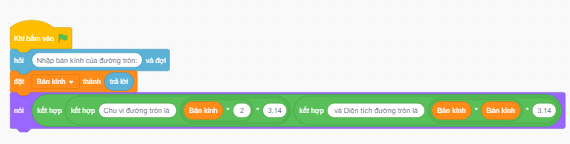 Khi bấm vào
hỏi Nhập bán kính của đường tròn: và đợi
đặt Bán kính thành trả lời
nói kết hợp kết hợp Chu vi đường tròn là Bán kính * 2 * 3.14 kết hợp và Diện tích đường tròn là Bán kính * Bán kính * 3.14